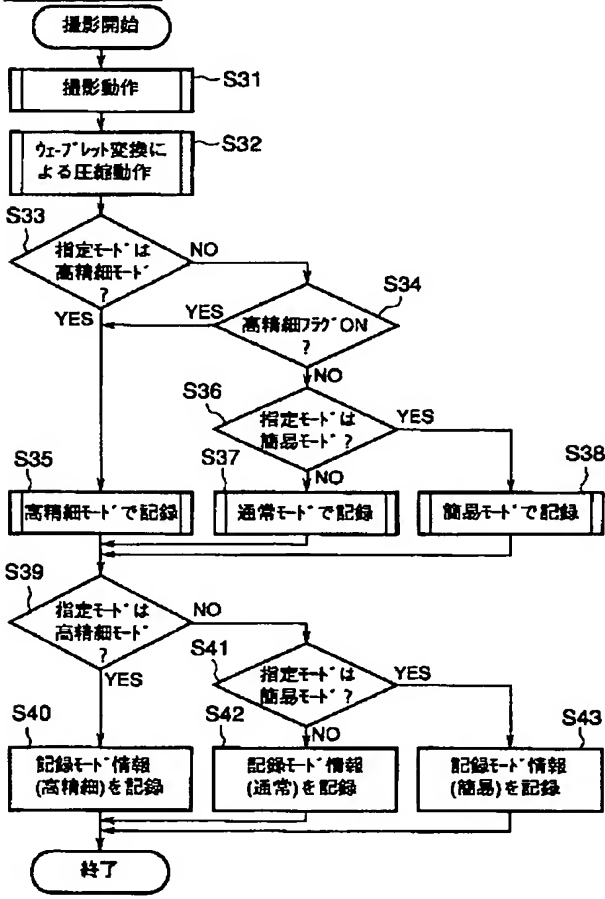 撮影開始
撮影動作
S31
ウェーブレット変換に
よる圧縮動作
S32
S33
指定モードは
高精細モード
?
NO
YES
S34
高精細フラグON
?
YES
NO
S36
指定モードは
簡易モード?
YES
NO
S35
高精細モードで記録
S37
通常モードで記録
S38
簡易モードで記録
S39
指定モードは
高精細モード
?
NO
YES
S41
指定モードは
簡易モード?
YES
NO
S40
記録モード情報
(高精細)を記録
S42
記録モード情報
(通常)を記録
S43
記録モード情報
(簡易)を記録
終了